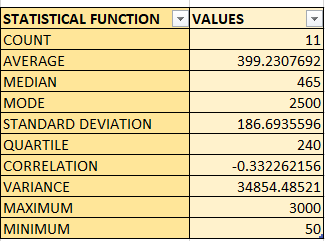 STATISTICAL FUNCTION VALUES
COUNT 11
AVERAGE 399.2307692
MEDIAN 465
MODE 2500
STANDARD DEVIATION 186.6935596
QUARTILE 240
CORRELATION -0.332262156
VARIANCE 34854.48521
MAXIMUM 3000
MINIMUM 50